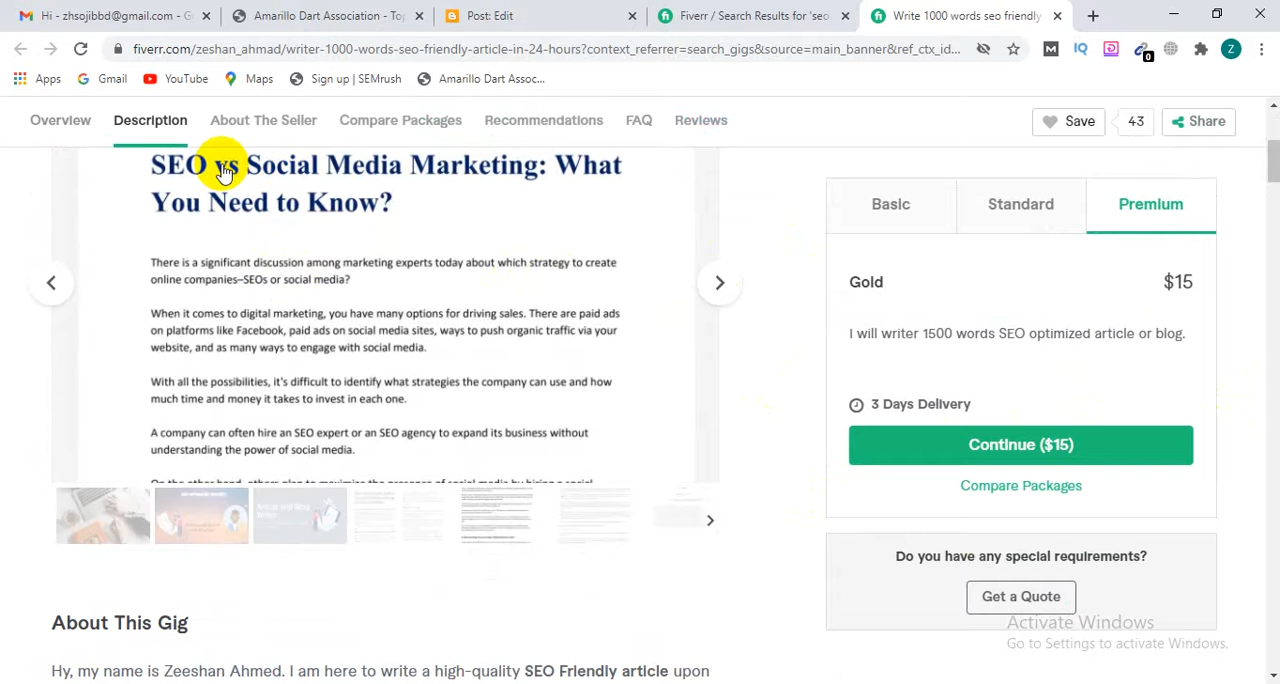 Hi - zhsojibbd@gmail.com - G
Amarillo Dart Association - To
Post: Edit
Fiverr / Search Results for 'seo
Write 1000 words seo friendly
fiverr.com/zeshan_ahmad/writer-1000-words-seo-friendly-article-in-24-hours?context_referrer=search_gigs&source=main_banner&ref_ctx_id...
0
Z
Apps
Gmail
YouTube
Maps
Sign up | SEMrush
Amarillo Dart Assoc...
Overview
Description
About The Seller
Compare Packages
Recommendations
FAQ
Reviews
Save
43
Share
SEO vs Social Media Marketing: What
You Need to Know?
There is a significant discussion among marketing experts today about which strategy to create
online companies–SEOs or social media?
When it comes to digital marketing, you have many options for driving sales. There are paid ads
on platforms like Facebook, paid ads on social media sites, ways to push organic traffic via your
website, and as many ways to engage with social media.
With all the possibilities, it's difficult to identify what strategies the company can use and how
much time and money it takes to invest in each one.
A company can often hire an SEO expert or an SEO agency to expand its business without
understanding the power of social media.
Basic
Standard
Premium
Gold
$15
I will writer 1500 words SEO optimized article or blog.
3 Days Delivery
Continue ($15)
Compare Packages
Do you have any special requirements?
Get a Quote
Activate Windows
Go to Settings to activate Windows.
About This Gig
Hy, my name is Zeeshan Ahmed. I am here to write a high-quality SEO Friendly article upon